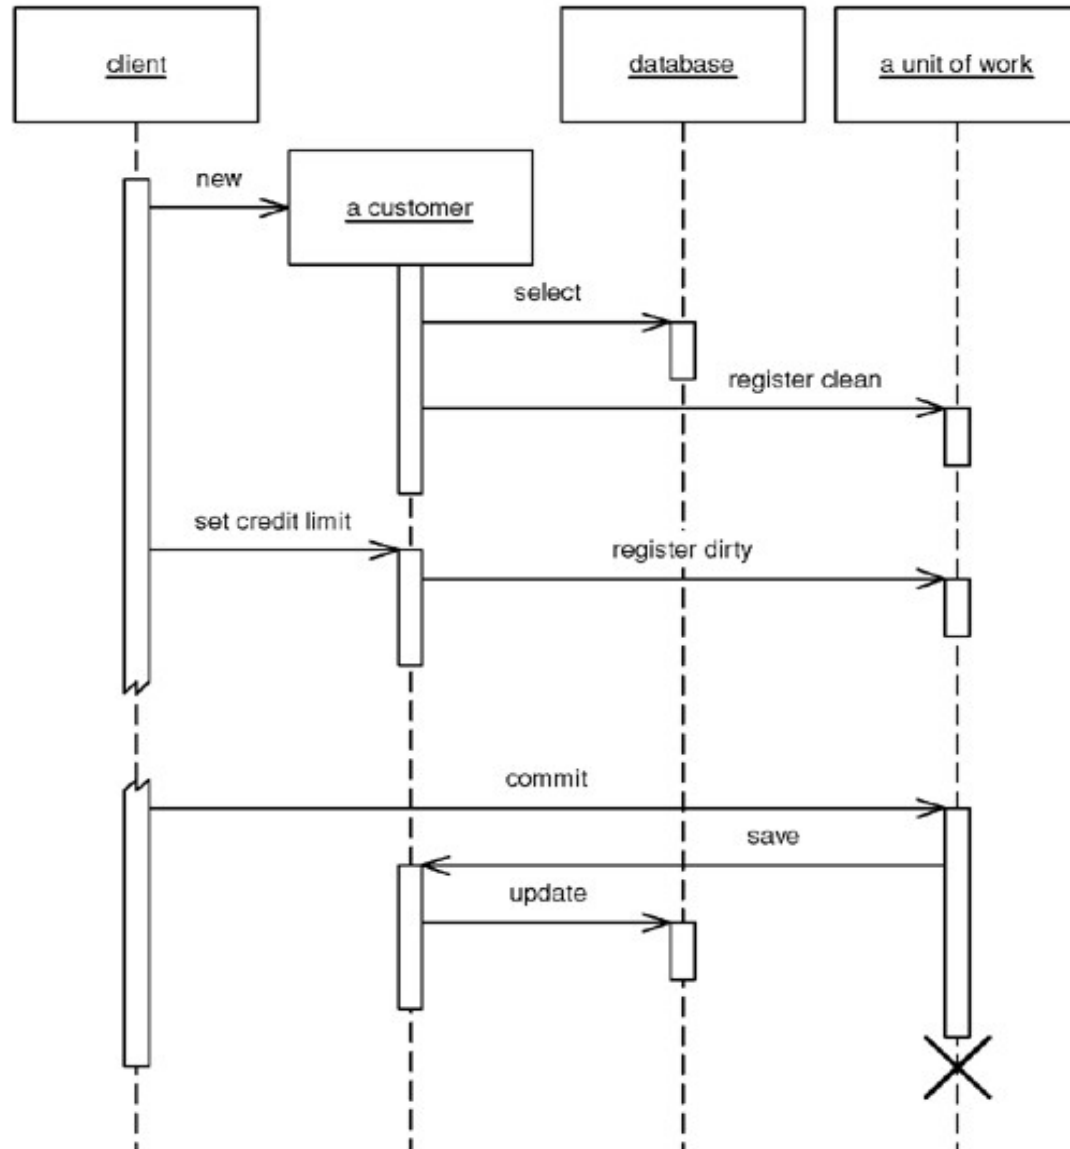 client
database
a unit of work
new
a customer
select
register clean
set credit limit
register dirty
commit
save
update